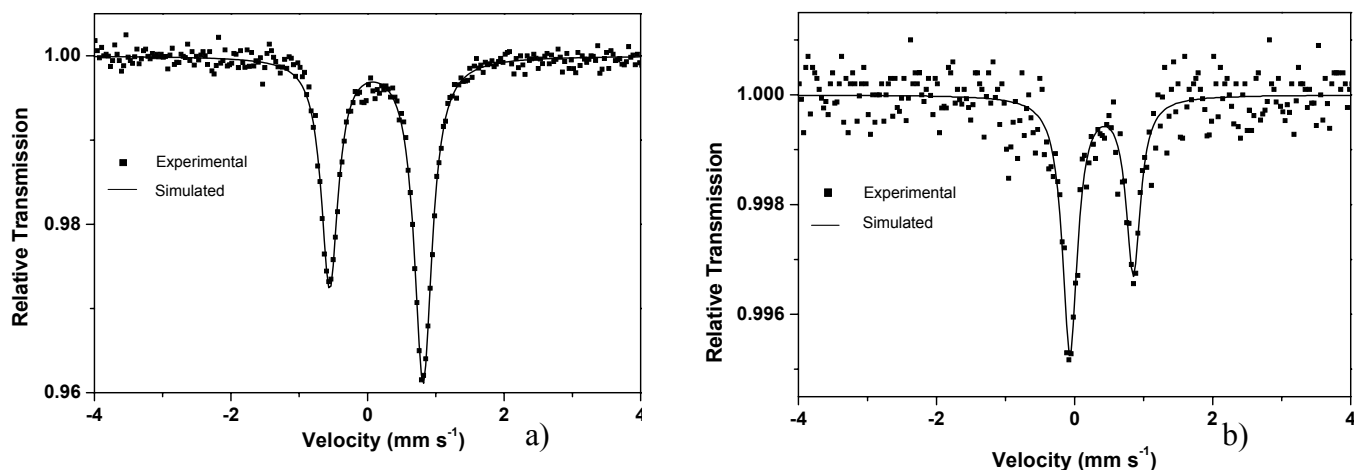 1.00
0.98
0.96
Relative Transmission
Experimental
Simulated
-4 -2 0 2 4
Velocity (mm s-1)
a)
1.000
0.998
0.996
Relative Transmission
Experimental
Simulated
-4 -2 0 2 4
Velocity (mm s-1)
b)